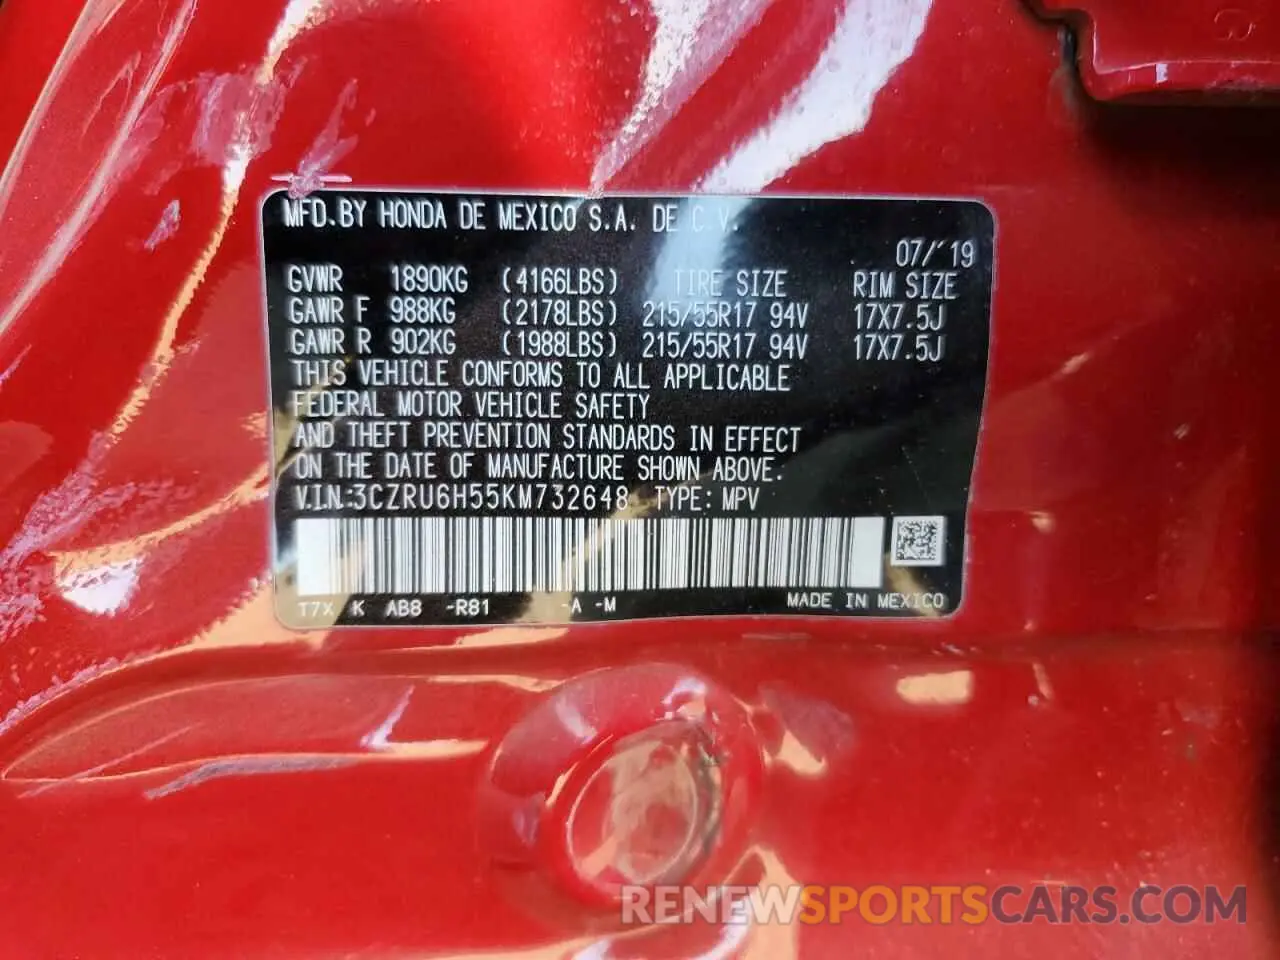 MFD.BY HONDA DE MEXICO S.A. DE C.V.
07/´19
GVWR 1890KG (4166LBS) TIRE SIZE RIM SIZE
GAWR F 988KG (2178LBS) 215/55R17 94V 17X7.5J
GAWR R 902KG (1988LBS) 215/55R17 94V 17X7.5J
THIS VEHICLE CONFORMS TO ALL APPLICABLE
FEDERAL MOTOR VEHICLE SAFETY
AND THEFT PREVENTION STANDARDS IN EFFECT
ON THE DATE OF MANUFACTURE SHOWN ABOVE.
V.I.N.:3CZRU6H55KM732648 TYPE: MPV
T7X K AB8 -R81 -A -M MADE IN MEXICO
RENEWSPORTSCARS.COM